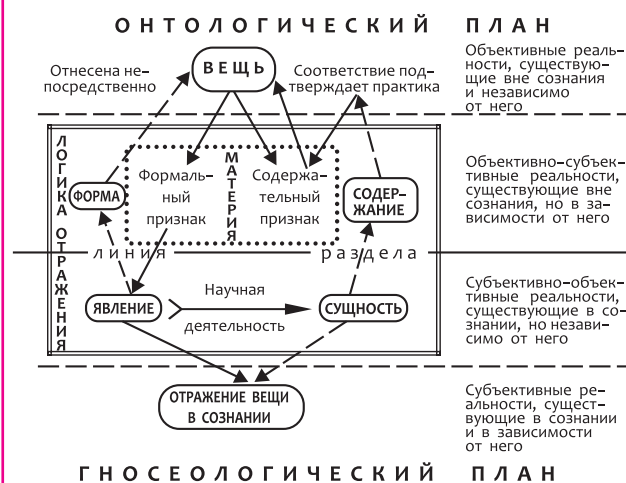 ОНТОЛОГИЧЕСКИЙ ПЛАН
Отнесена не–
посредственно
ВЕЩЬ
Соответствие под–
тверждает практика
Объективные реаль–
ности, существую–
щие вне сознания
и независимо
от него
ЛОГИКА ОТРАЖЕНИЯ
ФОРМА
Формаль–
ный
признак
МАТЕРИЯ
Содержа–
тельный
признак
СОДЕР–
ЖАНИЕ
Объективно–субъек–
тивные реальности,
существующие вне
сознания, но в за–
висимости от него
линия раздела
ЯВЛЕНИЕ
Научная
деятельность
СУЩНОСТЬ
Субъективно–объек–
тивные реальности,
существующие в со–
знании, но незави–
симо от него
ОТРАЖЕНИЕ ВЕЩИ
В СОЗНАНИИ
Субъективные ре–
альности, сущест–
вующие в сознании
и в зависимости
от него
ГНОСЕОЛОГИЧЕСКИЙ ПЛАН